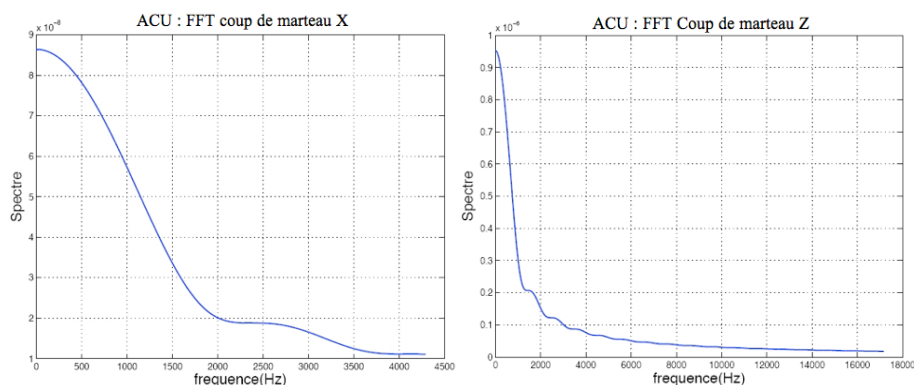 ACU : FFT coup de marteau X
x 10⁻⁸
9
8
7
6
5
4
3
2
1
Spectre
0 500 1000 1500 2000 2500 3000 3500 4000 4500
frequence(Hz)
ACU : FFT Coup de marteau Z
x 10⁻⁶
1
0.9
0.8
0.7
0.6
0.5
0.4
0.3
0.2
0.1
0
Spectre
0 2000 4000 6000 8000 10000 12000 14000 16000 18000
frequence(Hz)